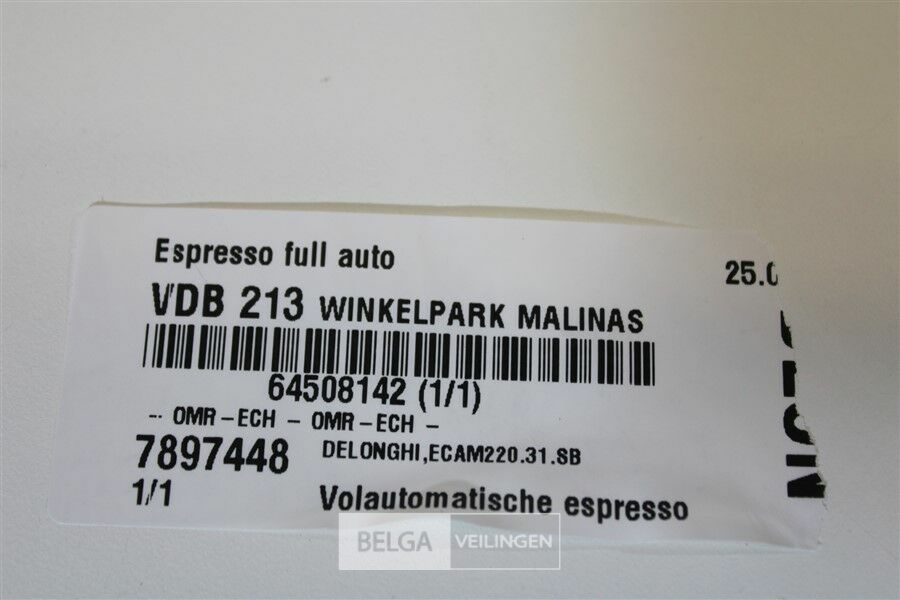 Espresso full auto
25.0
VDB 213 WINKELPARK MALINAS
64508142 (1/1)
-- OMR-ECH - OMR-ECH -
7897448 DELONGHI,ECAM220.31.SB
1/1 Volautomatische espresso
BELGA VEILINGEN